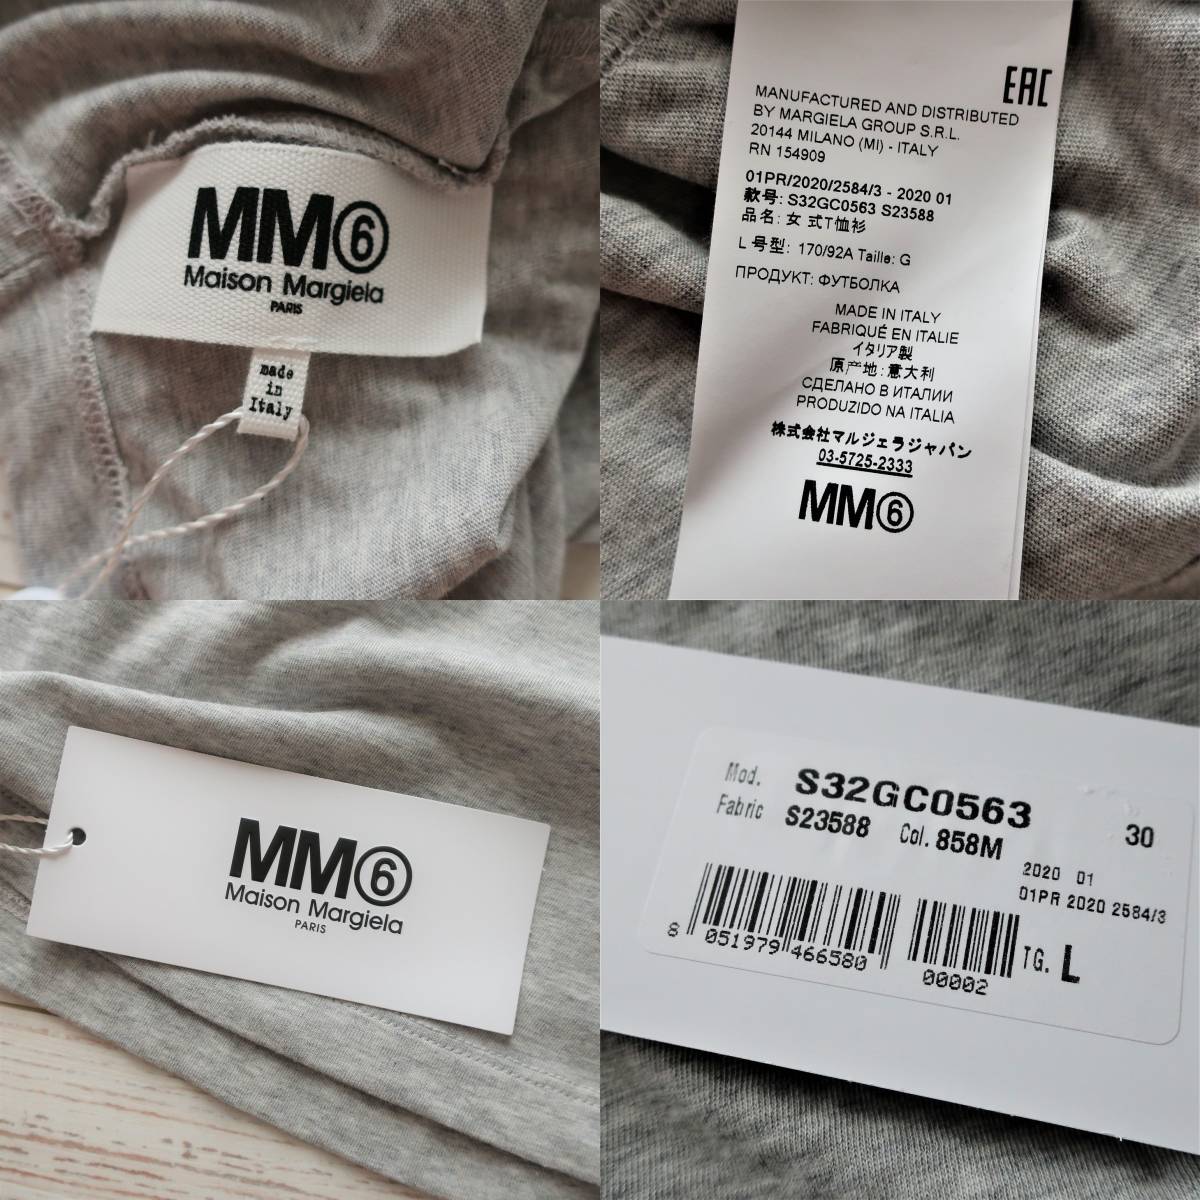 MM⑥
Maison Margiela
PARIS
made
in
Italy
EAC
MANUFACTURED AND DISTRIBUTED
BY MARGIELA GROUP S.R.L.
20144 MILANO (MI) - ITALY
RN 154909
01PR/2020/2584/3 - 2020 01
款号: S32GC0563 S23588
品名: 女 式T恤衫
L 号型: 170/92A Taille: G
ПРОДУКТ: ФУТБОЛКА
MADE IN ITALY
FABRIQUÉ EN ITALIE
イタリア製
原产地: 意大利
СДЕЛАНО В ИТАЛИИ
PRODUZIDO NA ITALIA
株式会社マルジェラジャパン
03-5725-2333
MM⑥
MM⑥
Maison Margiela
PARIS
Mod. S32GC0563 30
Fabric S23588 Col. 858M
2020 01
01PR 2020 2584/3
8 051979 466580 00002 TG. L